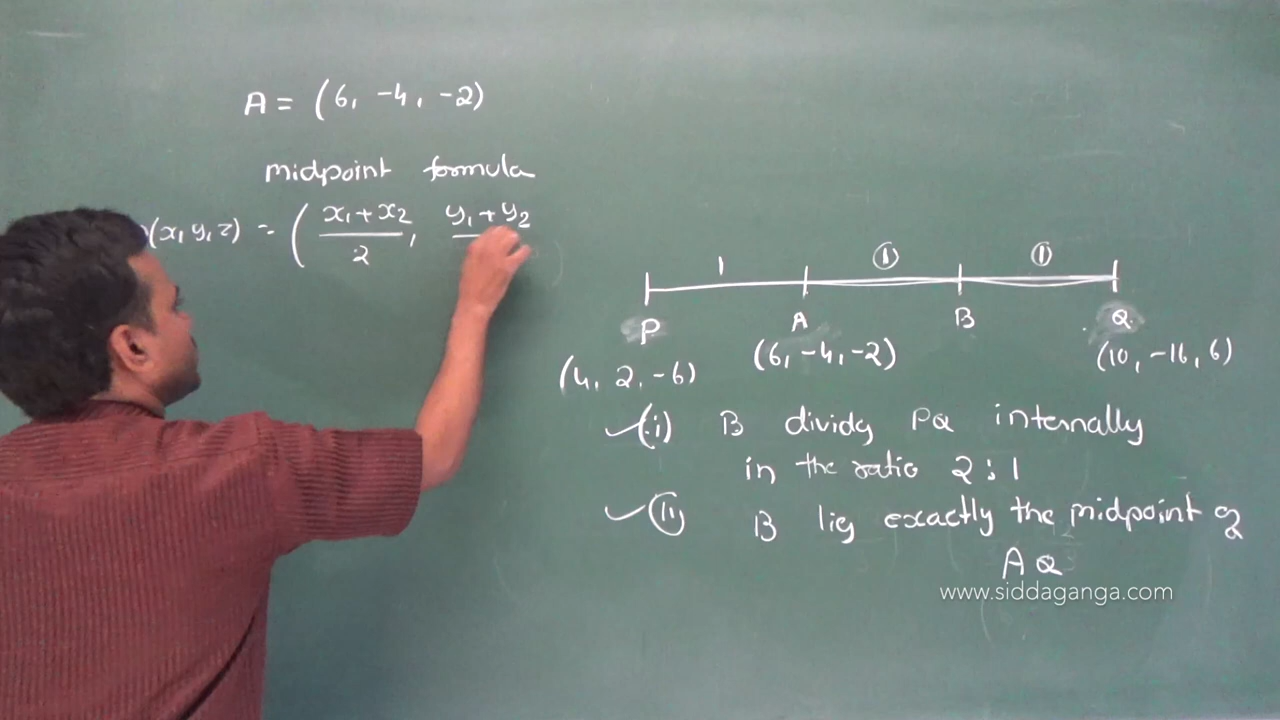 A = (6, -4, -2)
midpoint formula
(x, y, z) = ( x₁+x₂ / 2 , y₁+y₂
1 ① ①
P A B Q
(4, 2, -6) (6, -4, -2) (10, -16, 6)
✓(i) B divides PQ internally
in the ratio 2:1
✓(ii) B lies exactly the midpoint of
AQ
www.siddaganga.com